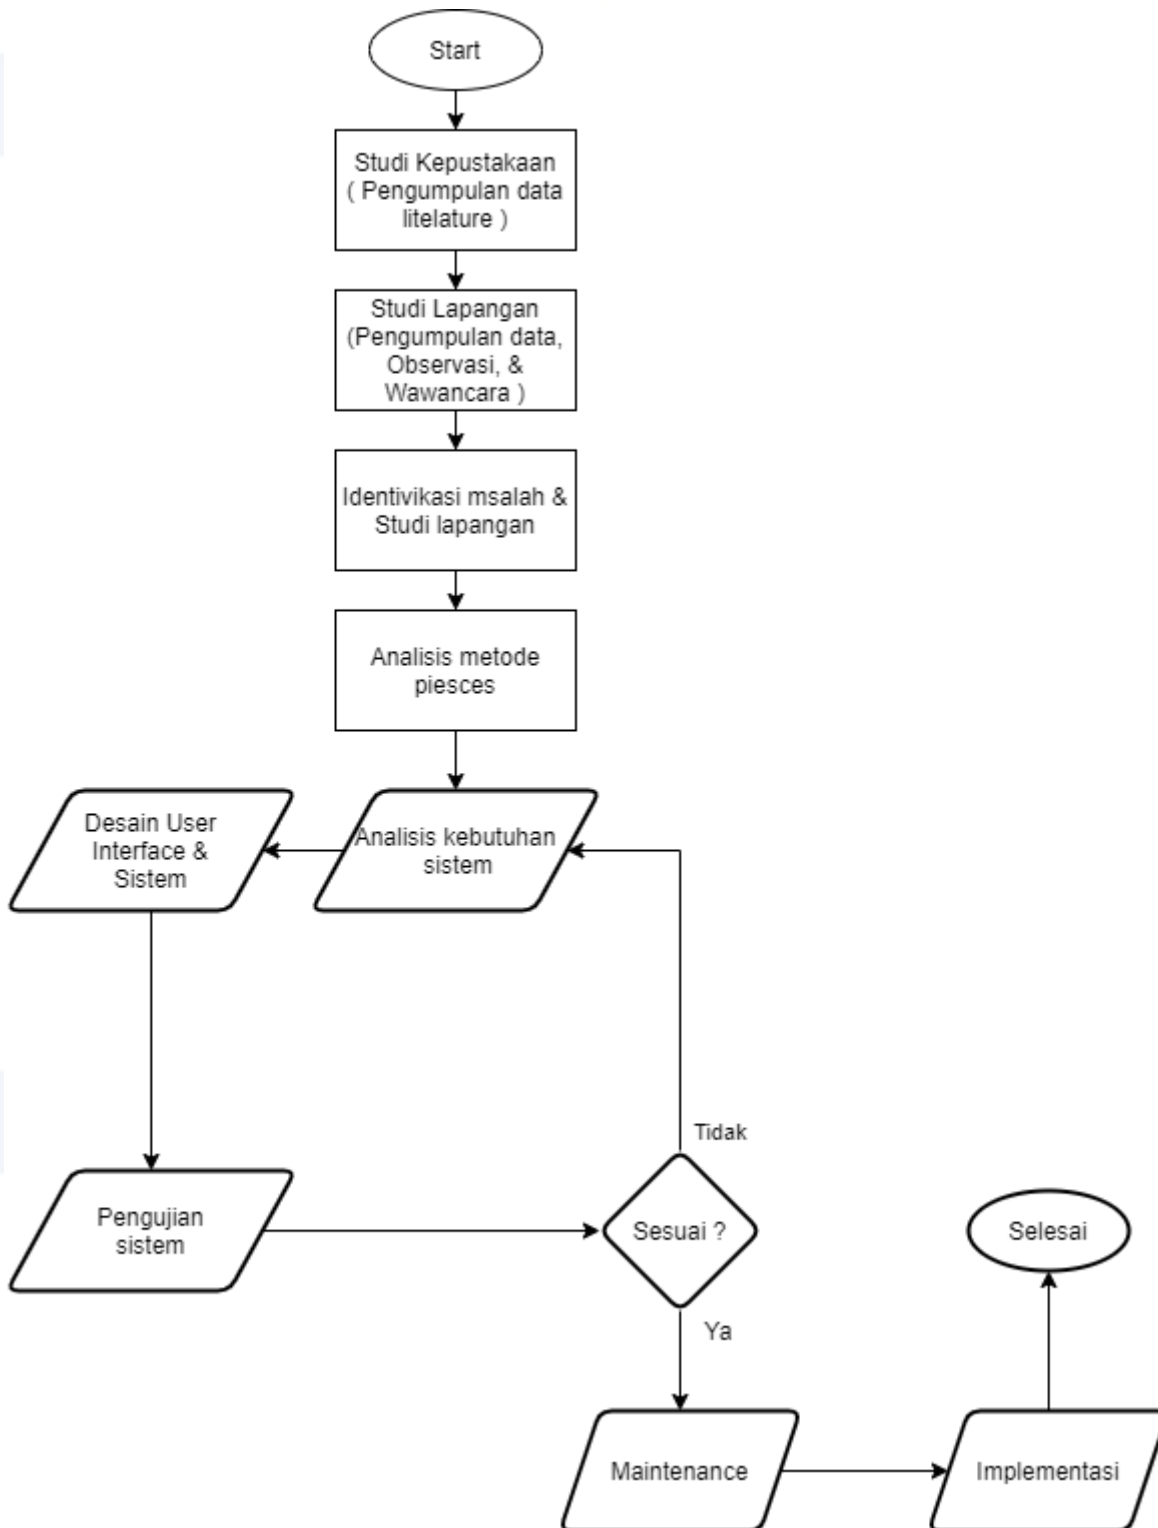 Start
Studi Kepustakaan
( Pengumpulan data
litelature )
Studi Lapangan
(Pengumpulan data,
Observasi, &
Wawancara )
Identivikasi msalah &
Studi lapangan
Analisis metode
piesces
Analisis kebutuhan
sistem
Desain User
Interface &
Sistem
Pengujian
sistem
Sesuai ?
Tidak
Ya
Maintenance
Implementasi
Selesai